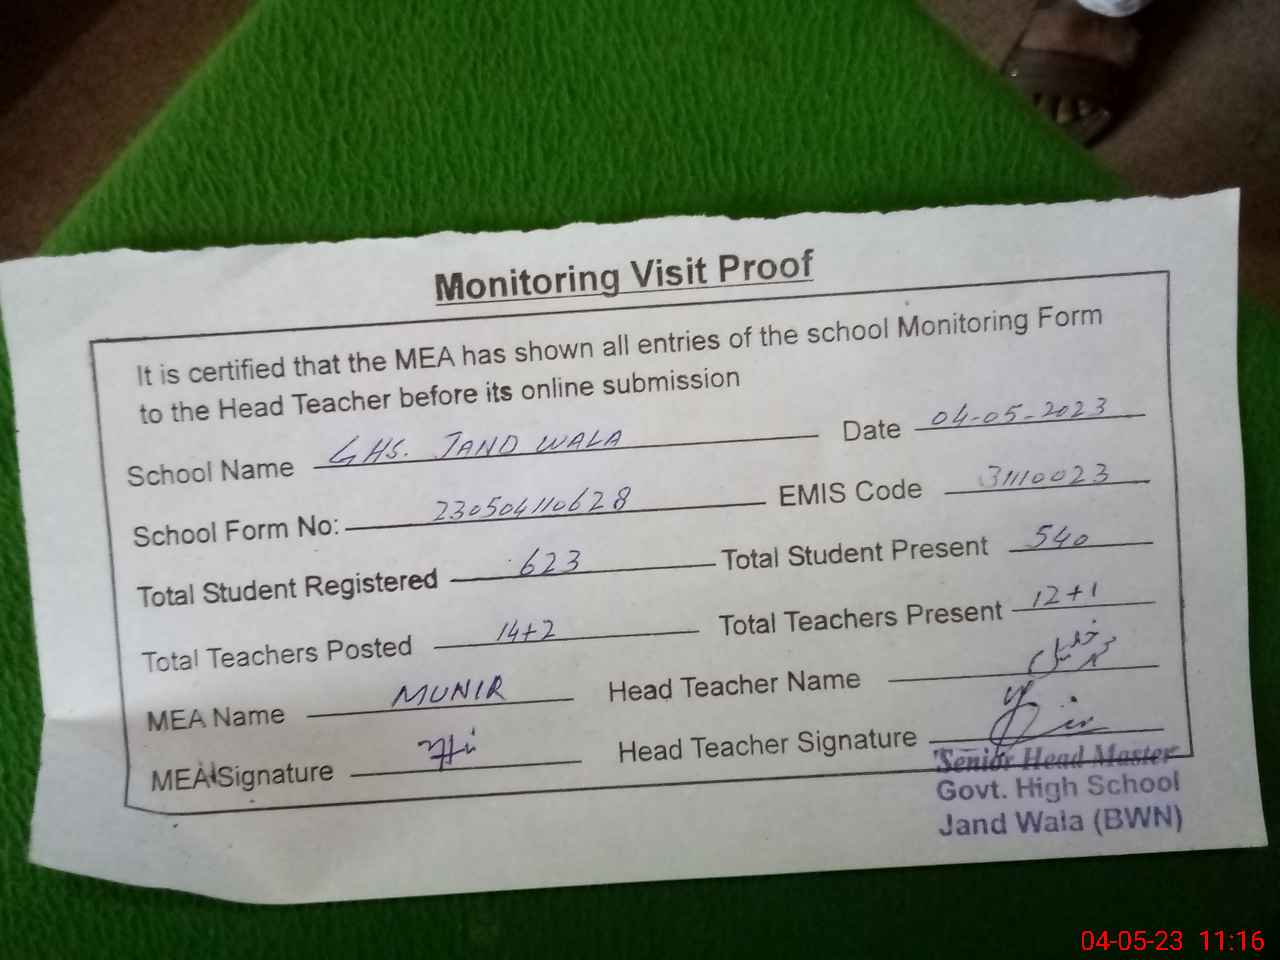 Monitoring Visit Proof
It is certified that the MEA has shown all entries of the school Monitoring Form
to the Head Teacher before its online submission
School Name GHS. JAND WALA Date 04-05-2023
School Form No: 230504110628 EMIS Code 31110023
Total Student Registered 623 Total Student Present 540
Total Teachers Posted 14+2 Total Teachers Present 12+1
MEA Name MUNIR Head Teacher Name
MEA Signature Head Teacher Signature
Senior Head Master
Govt. High School
Jand Wala (BWN)
04-05-23 11:16